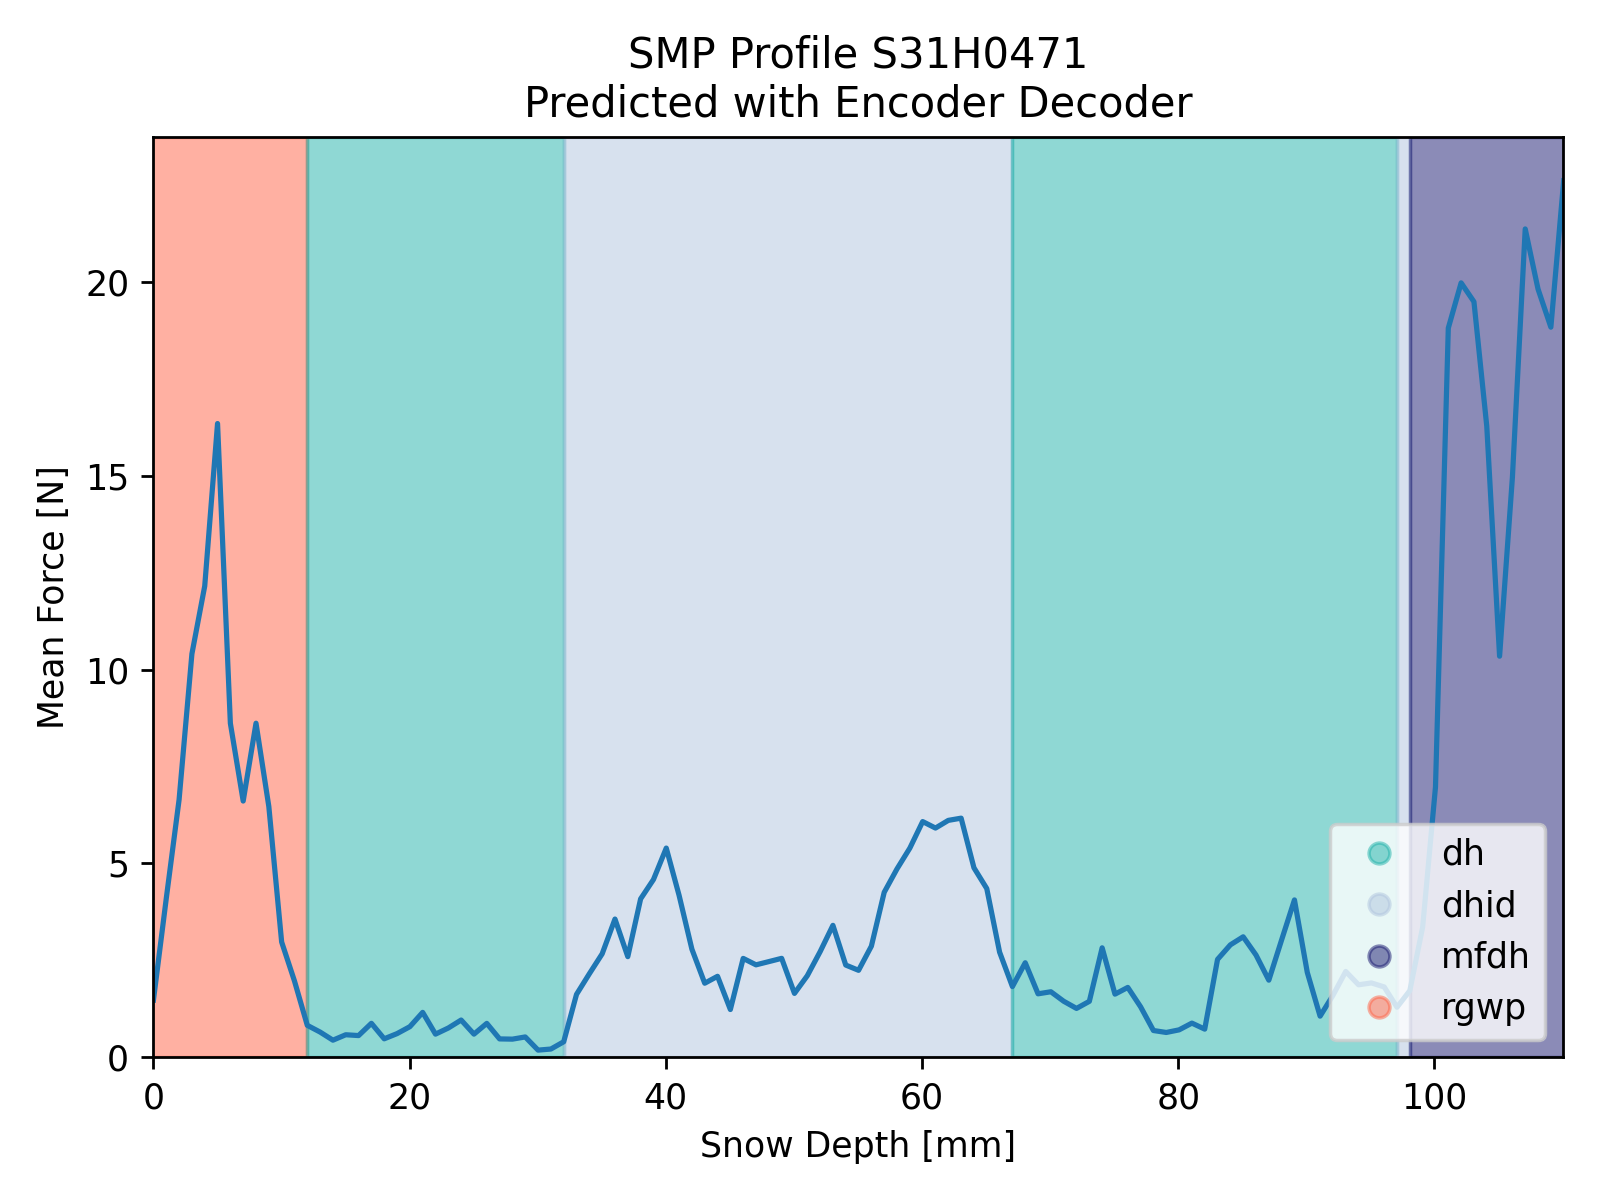 SMP Profile S31H0471
Predicted with Encoder Decoder
Mean Force [N]
20
15
10
5
0
dh
dhid
mfdh
rgwp
0 20 40 60 80 100
Snow Depth [mm]